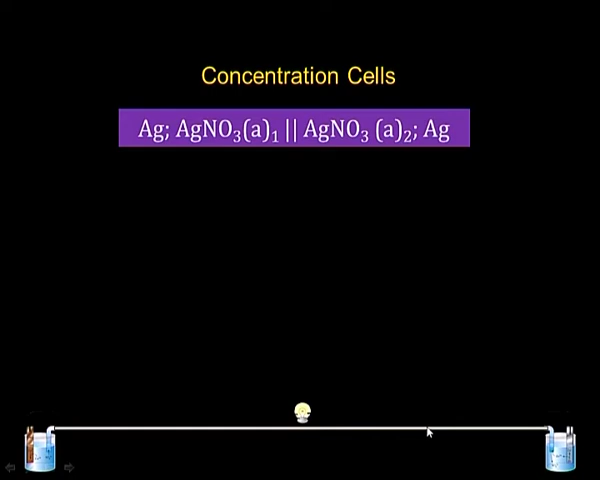 Concentration Cells
Ag; AgNO₃(a)₁ || AgNO₃ (a)₂; Ag